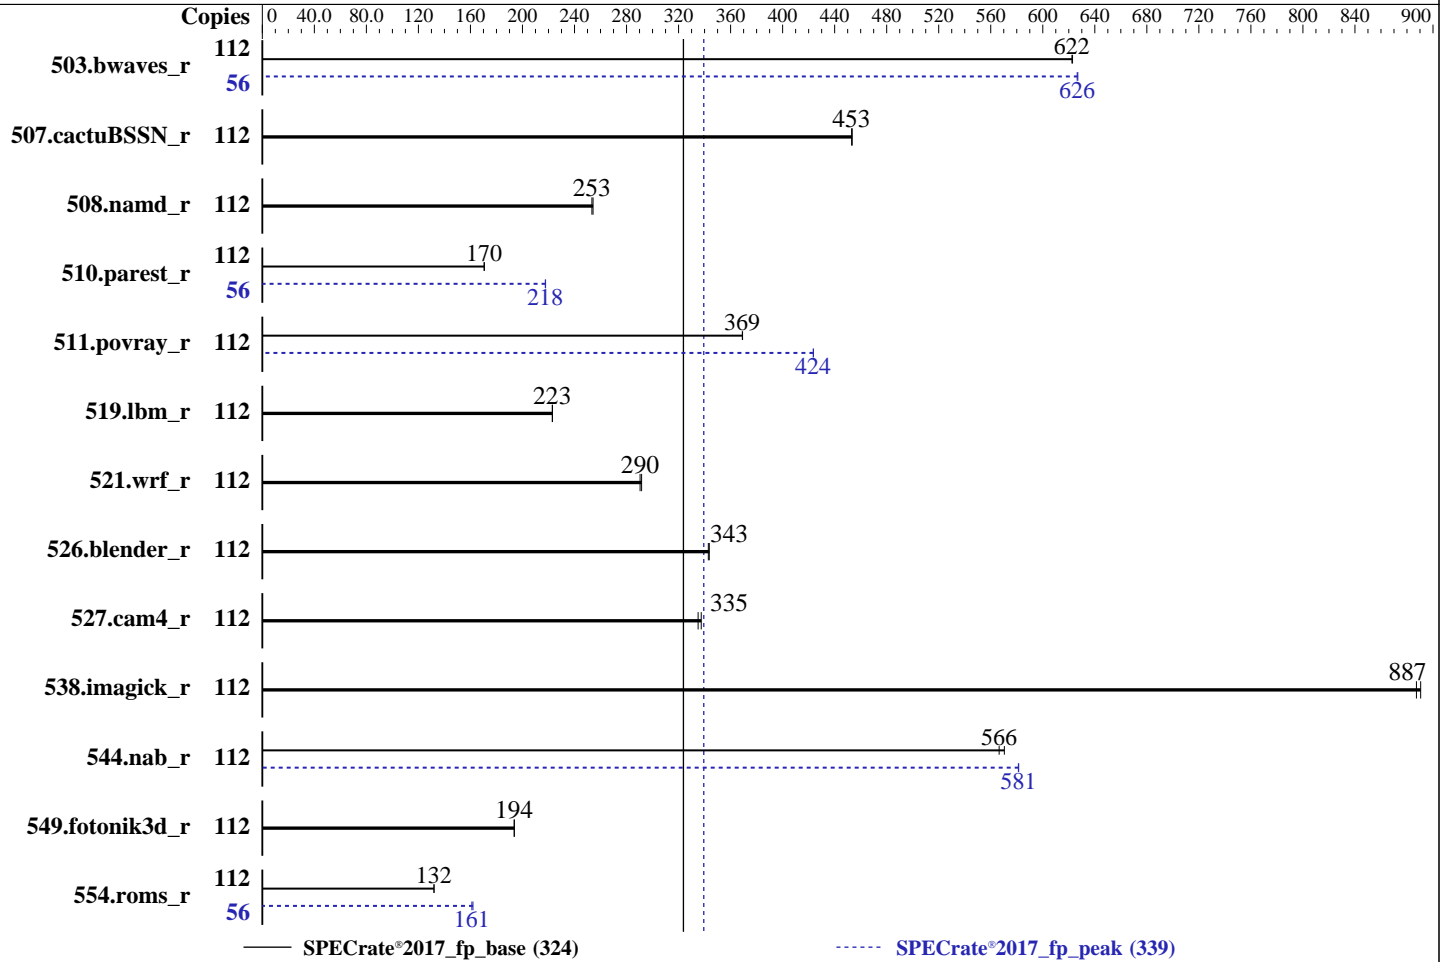 Copies 0 40.0 80.0 120 160 200 240 280 320 360 400 440 480 520 560 600 640 680 720 760 800 840 900
503.bwaves_r 112 622
56 626
507.cactuBSSN_r 112 453
508.namd_r 112 253
510.parest_r 112 170
56 218
511.povray_r 112 369
424
519.lbm_r 112 223
521.wrf_r 112 290
526.blender_r 112 343
527.cam4_r 112 335
538.imagick_r 112 887
544.nab_r 112 566
581
549.fotonik3d_r 112 194
554.roms_r 112 132
56 161
SPECrate®2017_fp_base (324) SPECrate®2017_fp_peak (339)